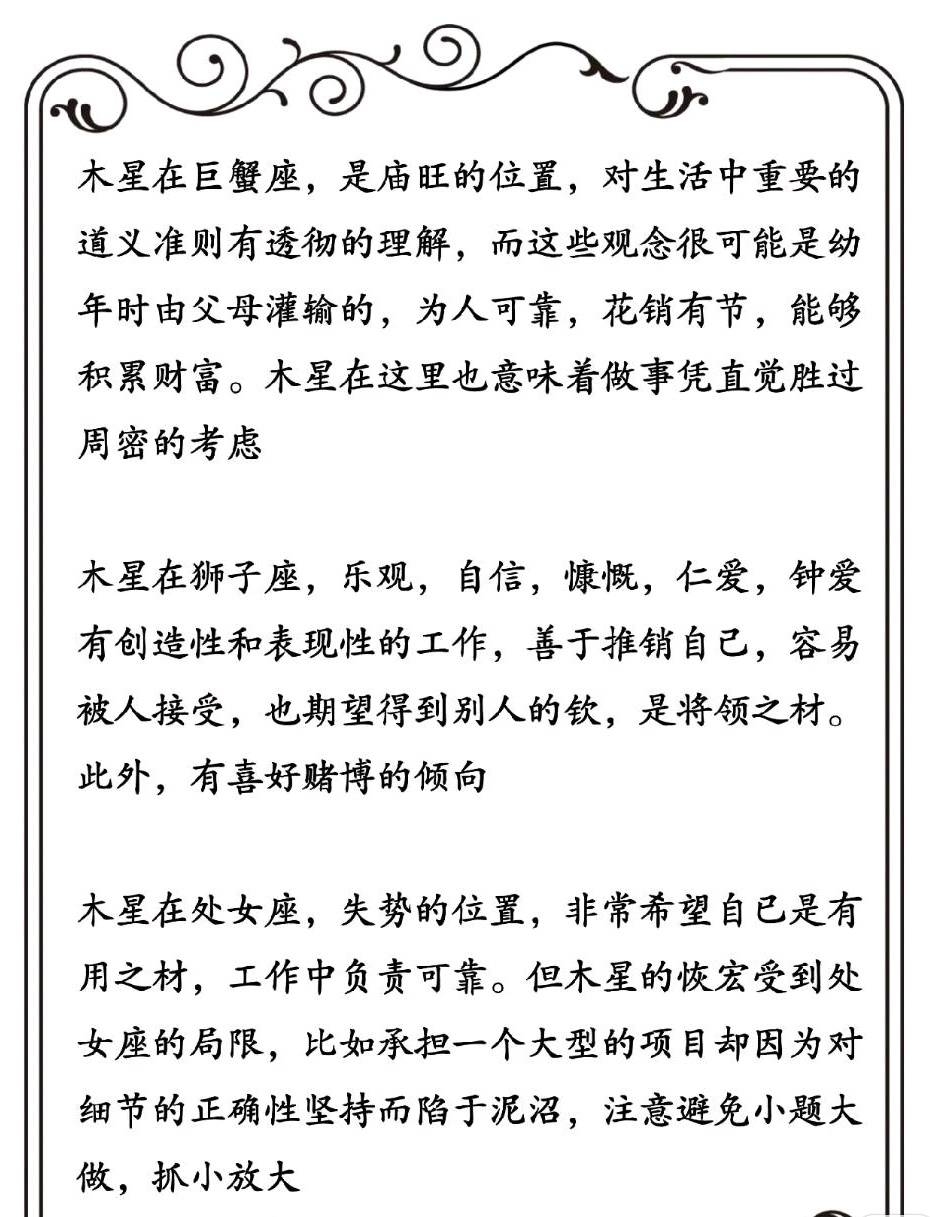 木星在巨蟹座，是庙旺的位置，对生活中重要的
道义准则有透彻的理解，而这些观念很可能是幼
年时由父母灌输的，为人可靠，花销有节，能够
积累财富。木星在这里也意味着做事凭直觉胜过
周密的考虑
木星在狮子座，乐观，自信，慷慨，仁爱，钟爱
有创造性和表现性的工作，善于推销自己，容易
被人接受，也期望得到别人的钦，是将领之材。
此外，有喜好赌博的倾向
木星在处女座，失势的位置，非常希望自已是有
用之材，工作中负责可靠。但木星的恢宏受到处
女座的局限，比如承担一个大型的项目却因为对
细节的正确性坚持而陷于泥沼，注意避免小题大
做，抓小放大